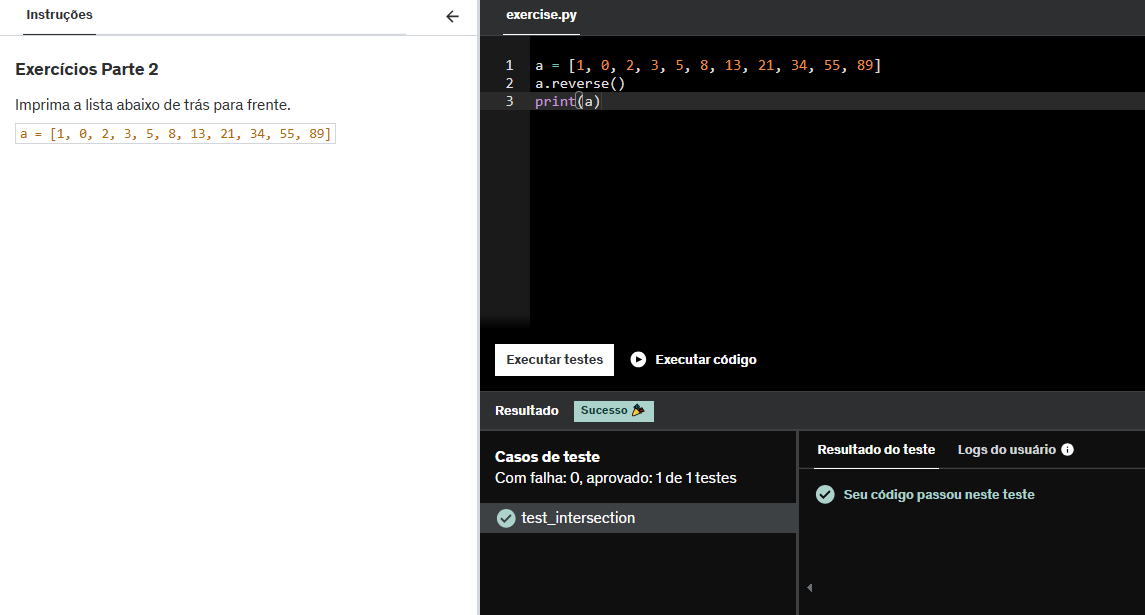 Instruções
Exercícios Parte 2
Imprima a lista abaixo de trás para frente.
a = [1, 0, 2, 3, 5, 8, 13, 21, 34, 55, 89]
exercise.py
1 a = [1, 0, 2, 3, 5, 8, 13, 21, 34, 55, 89]
2 a.reverse()
3 print(a)
Executar testes
Executar código
Resultado
Sucesso
Casos de teste
Com falha: 0, aprovado: 1 de 1 testes
test_intersection
Resultado do teste
Logs do usuário
Seu código passou neste teste